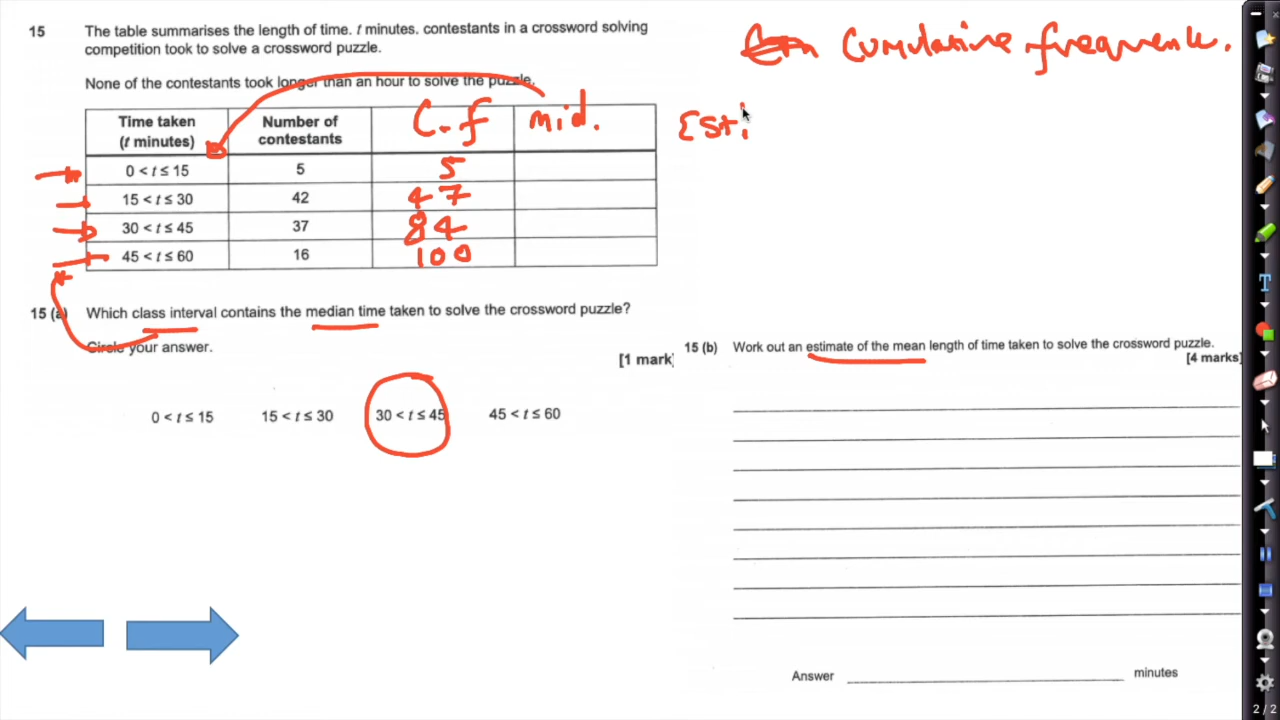 15 The table summarises the length of time. t minutes. contestants in a crossword solving
competition took to solve a crossword puzzle.
Cumulative frequence.
None of the contestants took longer than an hour to solve the puzzle.
Time taken (t minutes) Number of contestants C.f mid. Esti
0 < t ≤ 15 5 5
15 < t ≤ 30 42 47
30 < t ≤ 45 37 84
45 < t ≤ 60 16 100
15 (a) Which class interval contains the median time taken to solve the crossword puzzle?
Circle your answer.
[1 mark]
0 < t ≤ 15 15 < t ≤ 30 30 < t ≤ 45 45 < t ≤ 60
15 (b) Work out an estimate of the mean length of time taken to solve the crossword puzzle.
[4 marks]
Answer minutes
2 / 2